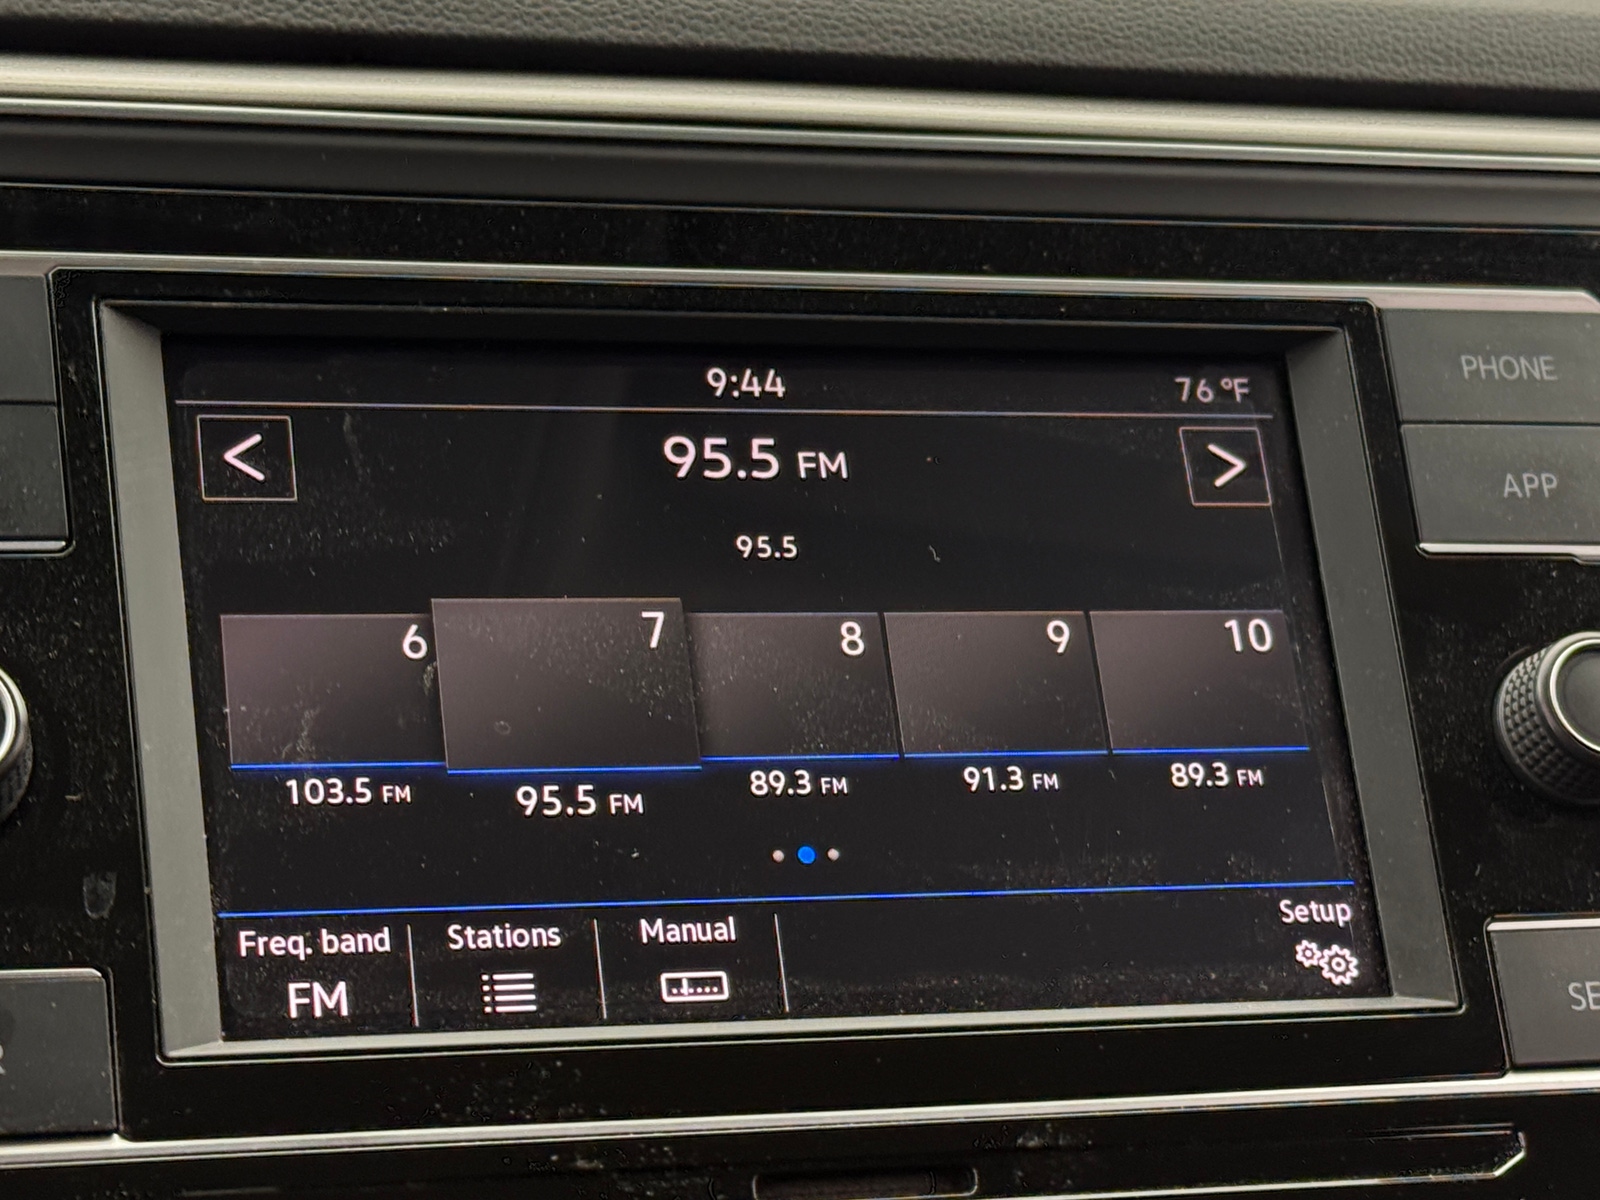 9:44 76 °F
PHONE
< 95.5 FM >
APP
95.5
6 7 8 9 10
103.5 FM 95.5 FM 89.3 FM 91.3 FM 89.3 FM
Freq. band Stations Manual Setup
FM